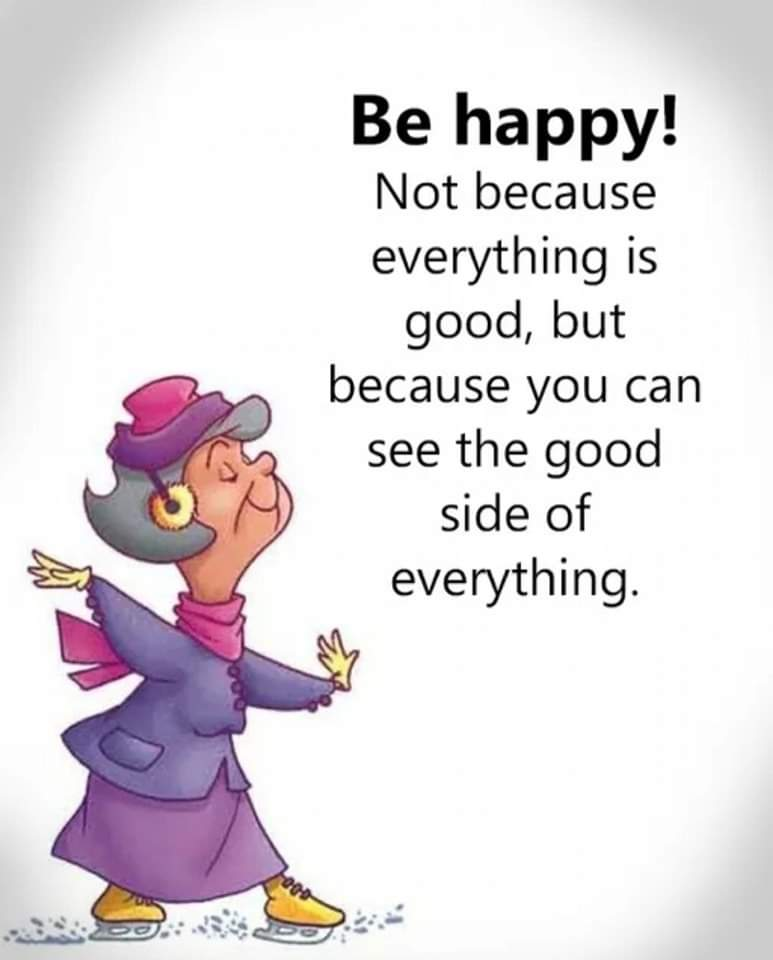 Be happy!
Not because
everything is
good, but
because you can
see the good
side of
everything.